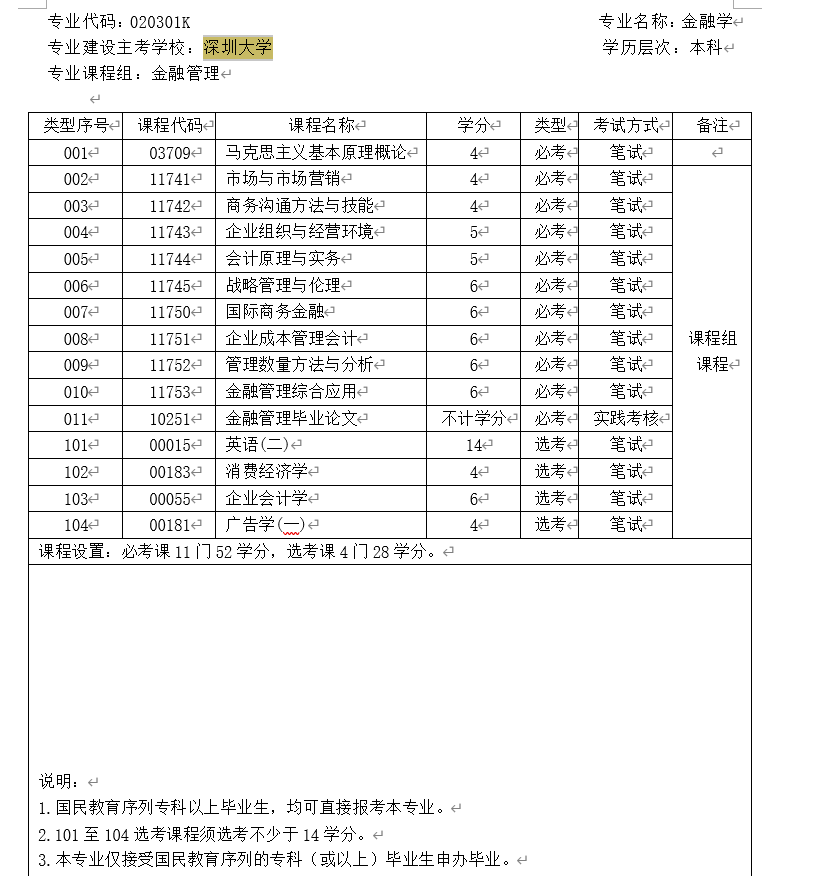 专业代码：020301K 专业名称：金融学
专业建设主考学校：深圳大学 学历层次：本科
专业课程组：金融管理
类型序号 课程代码 课程名称 学分 类型 考试方式 备注
001 03709 马克思主义基本原理概论 4 必考 笔试
002 11741 市场与市场营销 4 必考 笔试
003 11742 商务沟通方法与技能 4 必考 笔试
004 11743 企业组织与经营环境 5 必考 笔试
005 11744 会计原理与实务 5 必考 笔试
006 11745 战略管理与伦理 6 必考 笔试
007 11750 国际商务金融 6 必考 笔试
008 11751 企业成本管理会计 6 必考 笔试 课程组
009 11752 管理数量方法与分析 6 必考 笔试 课程
010 11753 金融管理综合应用 6 必考 笔试
011 10251 金融管理毕业论文 不计学分 必考 实践考核
101 00015 英语(二) 14 选考 笔试
102 00183 消费经济学 4 选考 笔试
103 00055 企业会计学 6 选考 笔试
104 00181 广告学(一) 4 选考 笔试
课程设置：必考课 11 门 52 学分，选考课 4 门 28 学分。
说明：
1.国民教育序列专科以上毕业生，均可直接报考本专业。
2.101 至 104 选考课程须选考不少于 14 学分。
3.本专业仅接受国民教育序列的专科（或以上）毕业生申办毕业。